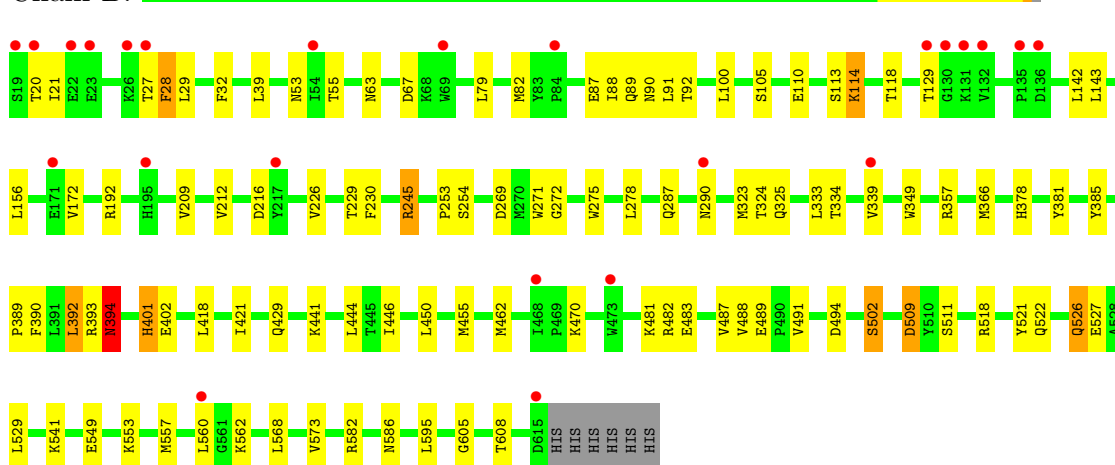 S19 T20 I21 E22 E23 K26 T27 F28 L29 F32 L39 N53 I54 T55 N63 D67 K68 W69 L79 M82 Y83 P84 E87 I88 Q89 N90 L91 T92 L100 S105 E110 S113 K114 T118 T129 G130 K131 V132 P135 D136 L142 L143
L156 E171 V172 R192 H195 V209 V212 D216 Y217 V226 T229 F230 R245 P253 S254 D269 M270 W271 G272 W275 L278 Q287 N290 M323 T324 Q325 L333 T334 V339 W349 R357 M366 H378 Y381 Y385
P389 F390 L391 L392 R393 N394 H401 E402 L418 I421 Q429 K441 L444 T445 I446 L450 M455 M462 I468 P469 K470 W473 K481 R482 E483 V487 V488 E489 P490 V491 D494 S502 D509 Y510 S511 R518 Y521 Q522 Q526 E527 A528
L529 K541 E549 K553 M557 L560 G561 K562 L568 V573 R582 N586 L595 G605 T608 D615 HIS HIS HIS HIS HIS